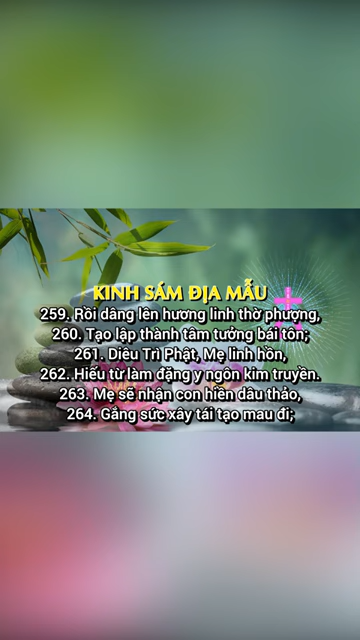 KINH SÁM ĐỊA MẪU
259. Rồi dâng lên hương linh thờ phượng,
260. Tạo lập thành tâm tưởng bái tôn;
261. Diêu Trì Phật, Mẹ linh hồn,
262. Hiếu từ làm đặng y ngôn kim truyền.
263. Mẹ sẽ nhận con hiền dâu thảo,
264. Gắng sức xây tái tạo mau đi;